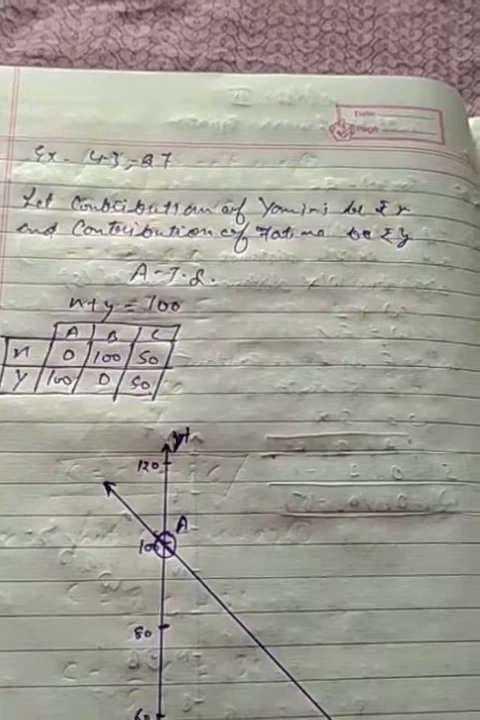 Ex - 4.3, - Q7
Let contribution of Yamini be ₹ x
and contribution of Fatima be ₹ y
A-T-Q.
x+y = 100
A B C
x 0 100 50
y 100 0 50
120
A
100
80
60